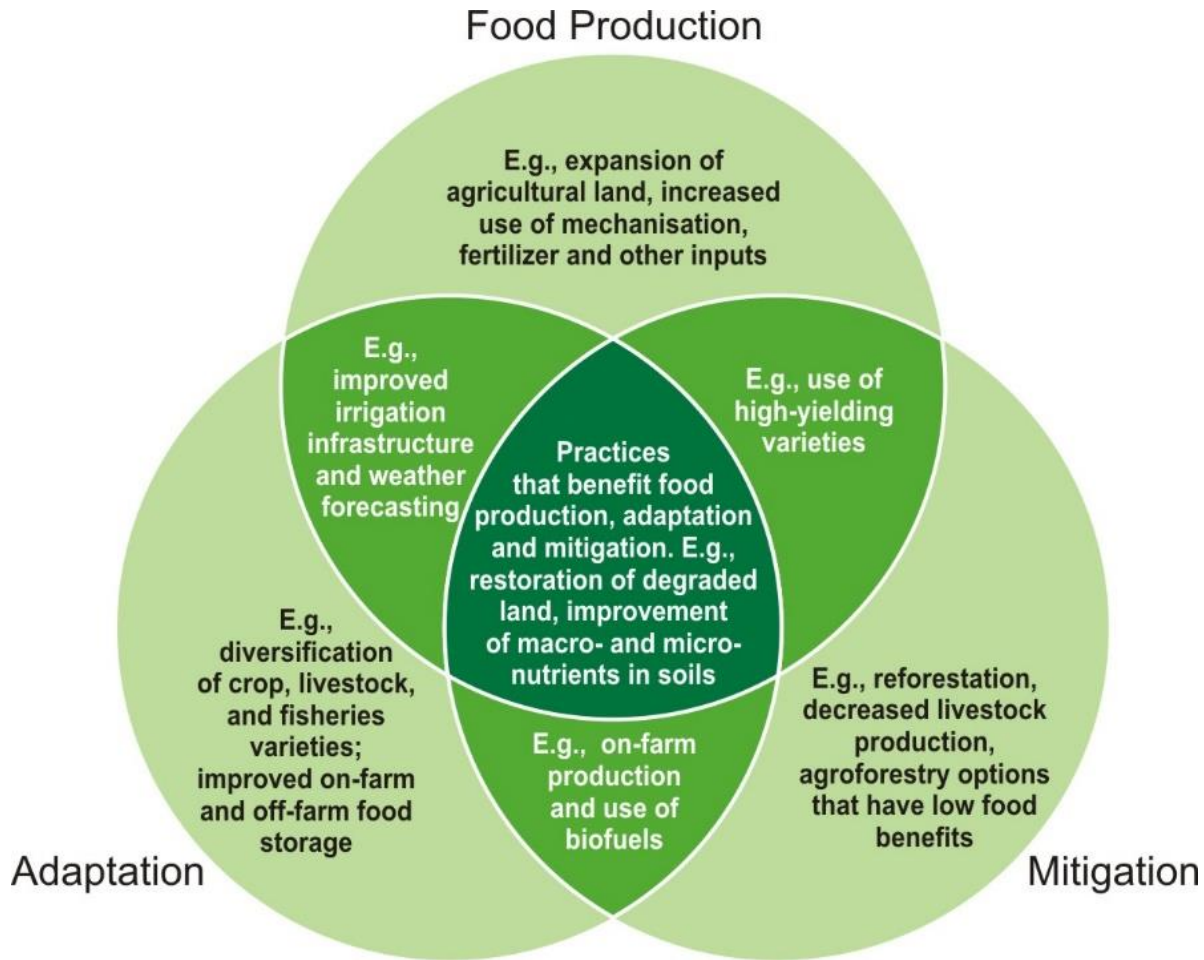 Food Production
E.g., expansion of
agricultural land, increased
use of mechanisation,
fertilizer and other inputs
E.g.,
improved
irrigation
infrastructure
and weather
forecasting
E.g., use of
high-yielding
varieties
Practices
that benefit food
production, adaptation
and mitigation. E.g.,
restoration of degraded
land, improvement
of macro- and micro-
nutrients in soils
E.g.,
diversification
of crop, livestock,
and fisheries
varieties;
improved on-farm
and off-farm food
storage
E.g., on-farm
production
and use of
biofuels
E.g., reforestation,
decreased livestock
production,
agroforestry options
that have low food
benefits
Adaptation
Mitigation